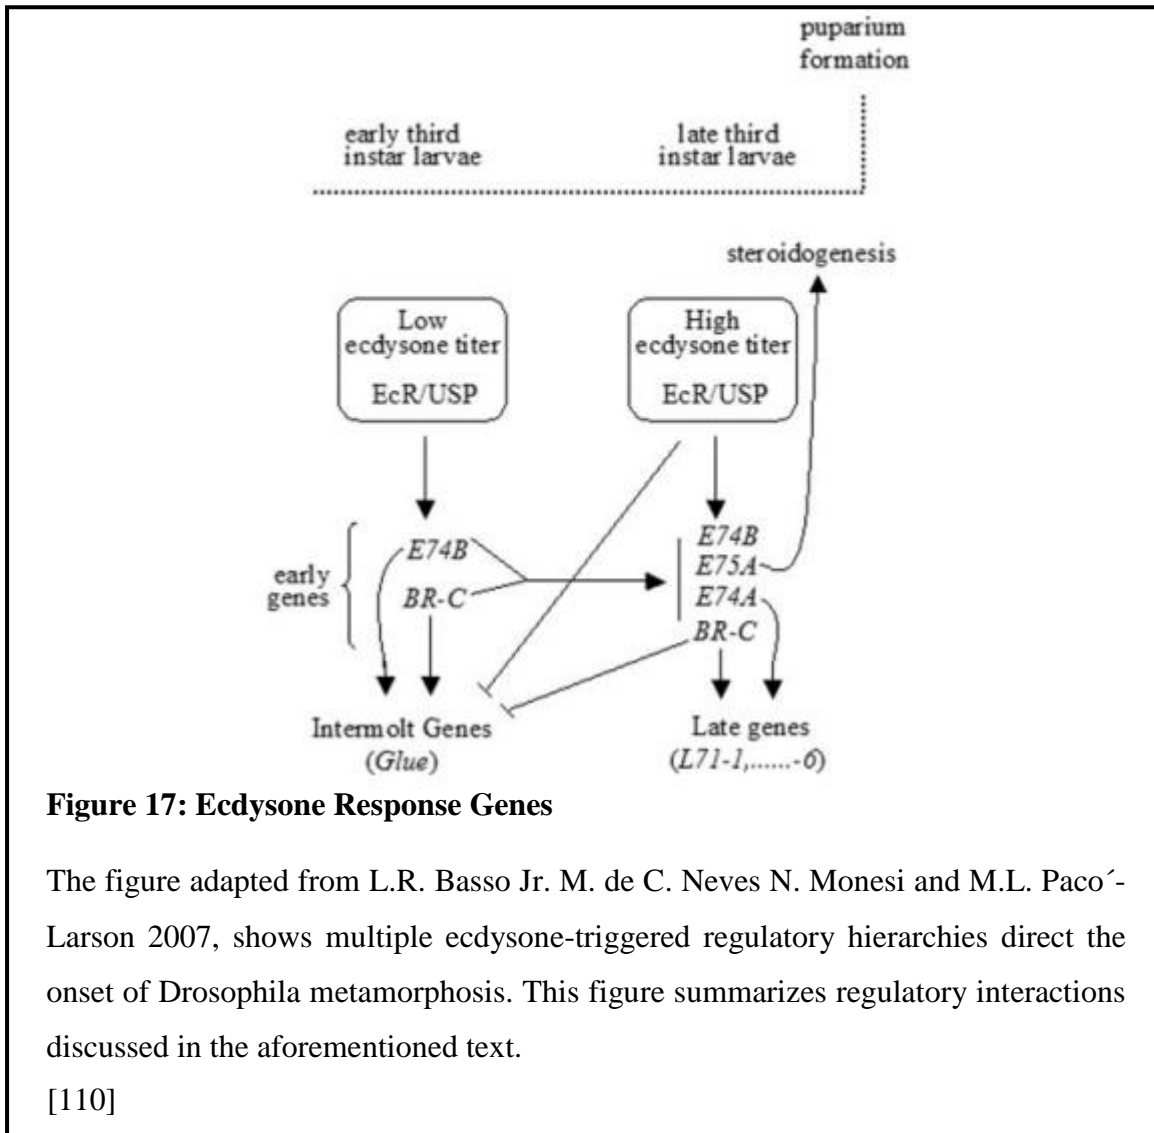 puparium
formation
early third
instar larvae
late third
instar larvae
steroidogenesis
Low
ecdysone titer
EcR/USP
High
ecdysone titer
EcR/USP
early
genes
E74B
BR-C
E74B
E75A
E74A
BR-C
Intermolt Genes
(Glue)
Late genes
(L71-1,......-6)
Figure 17: Ecdysone Response Genes
The figure adapted from L.R. Basso Jr. M. de C. Neves N. Monesi and M.L. Paco´-
Larson 2007, shows multiple ecdysone-triggered regulatory hierarchies direct the
onset of Drosophila metamorphosis. This figure summarizes regulatory interactions
discussed in the aforementioned text.
[110]